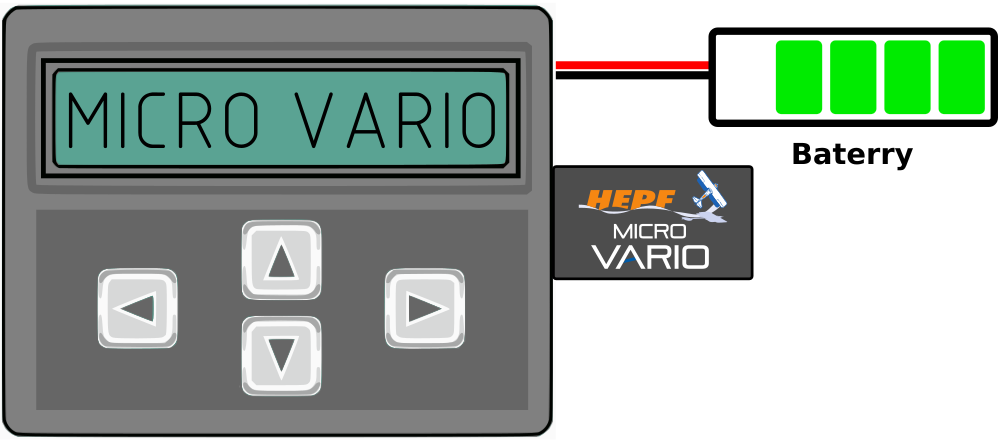 MICRO VARIO
Baterry
HEPF
MICRO
VARIO